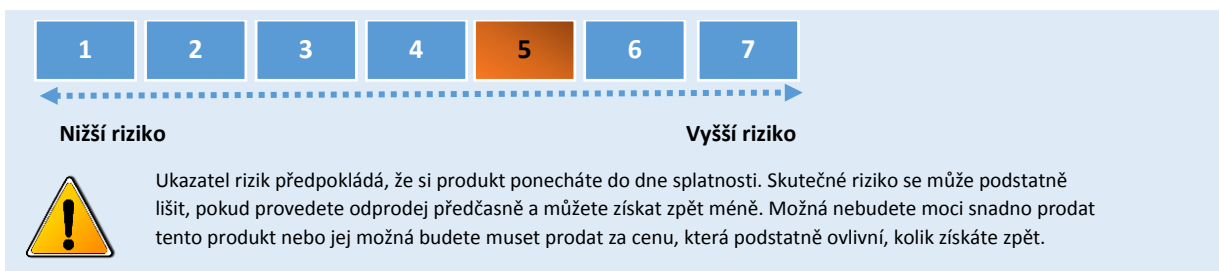 1 2 3 4 5 6 7
Nižší riziko Vyšší riziko
Ukazatel rizik předpokládá, že si produkt ponecháte do dne splatnosti. Skutečné riziko se může podstatně
lišit, pokud provedete odprodej předčasně a můžete získat zpět méně. Možná nebudete moci snadno prodat
tento produkt nebo jej možná budete muset prodat za cenu, která podstatně ovlivní, kolik získáte zpět.